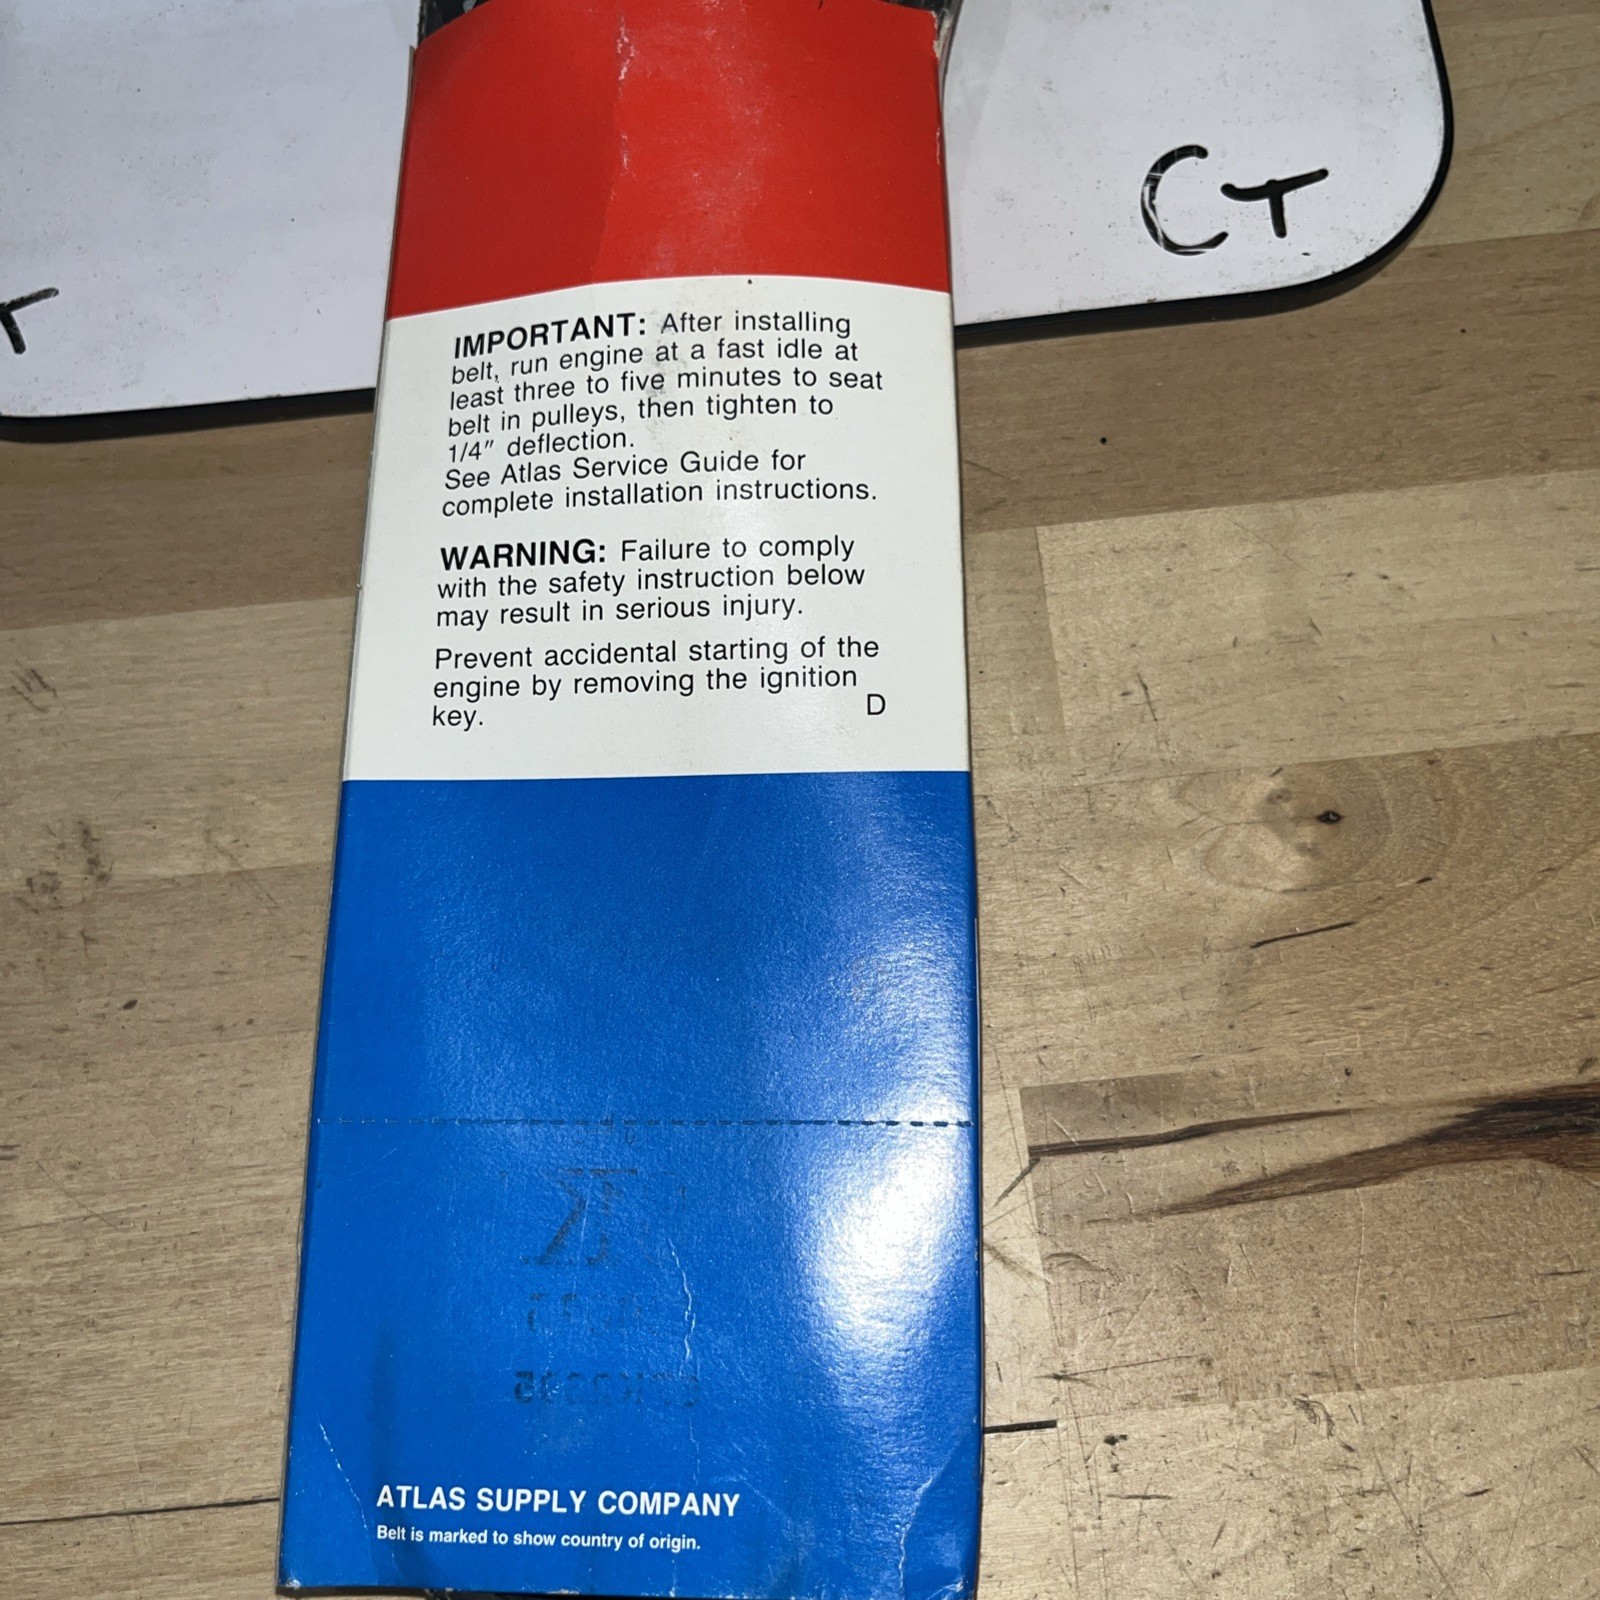 CT
IMPORTANT: After installing
belt, run engine at a fast idle at
least three to five minutes to seat
belt in pulleys, then tighten to
1/4" deflection.
See Atlas Service Guide for
complete installation instructions.
WARNING: Failure to comply
with the safety instruction below
may result in serious injury.
Prevent accidental starting of the
engine by removing the ignition
key.
D
ATLAS SUPPLY COMPANY
Belt is marked to show country of origin.